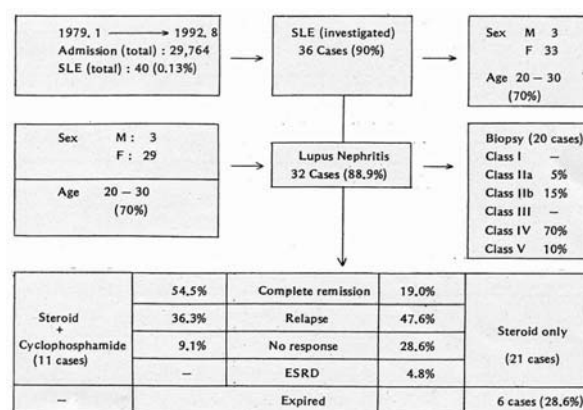 1979. 1 ⟶ 1992. 8
Admission (total) : 29,764
SLE (total) : 40 (0.13%)
SLE (investigated)
36 Cases (90%)
Sex M 3
F 33
Age 20 – 30
(70%)
Sex M : 3
F : 29
Age 20 – 30
(70%)
Lupus Nephritis
32 Cases (88.9%)
Biopsy (20 cases)
Class I –
Class IIa 5%
Class IIb 15%
Class III –
Class IV 70%
Class V 10%
Steroid
+
Cyclophosphamide
(11 cases)
54.5% Complete remission 19.0%
36.3% Relapse 47.6%
9.1% No response 28.6%
– ESRD 4.8%
Steroid only
(21 cases)
– Expired 6 cases (28.6%)